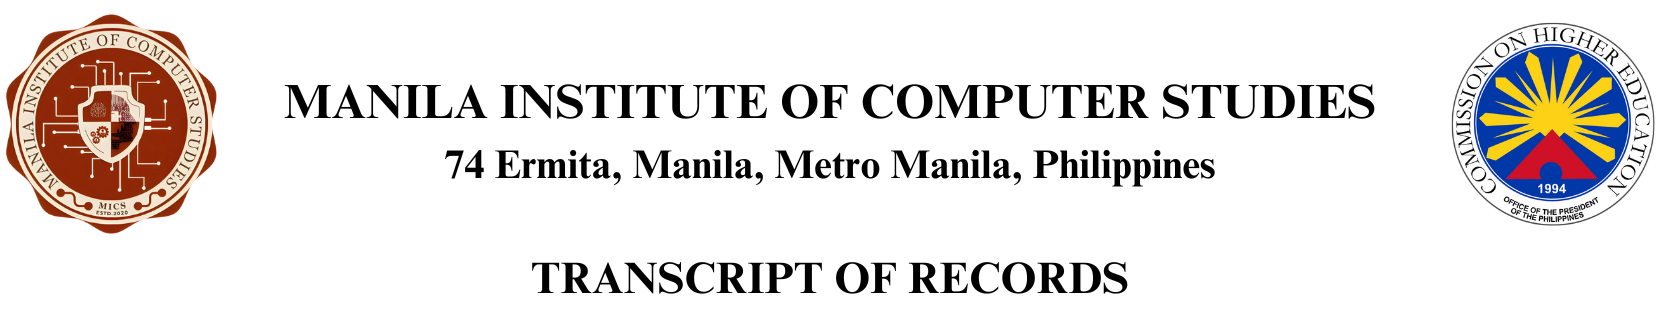 MANILA INSTITUTE OF COMPUTER STUDIES
MICS
ESTD.2020
MANILA INSTITUTE OF COMPUTER STUDIES
74 Ermita, Manila, Metro Manila, Philippines
TRANSCRIPT OF RECORDS
COMMISSION ON HIGHER EDUCATION
1994
OFFICE OF THE PRESIDENT
OF THE PHILIPPINES